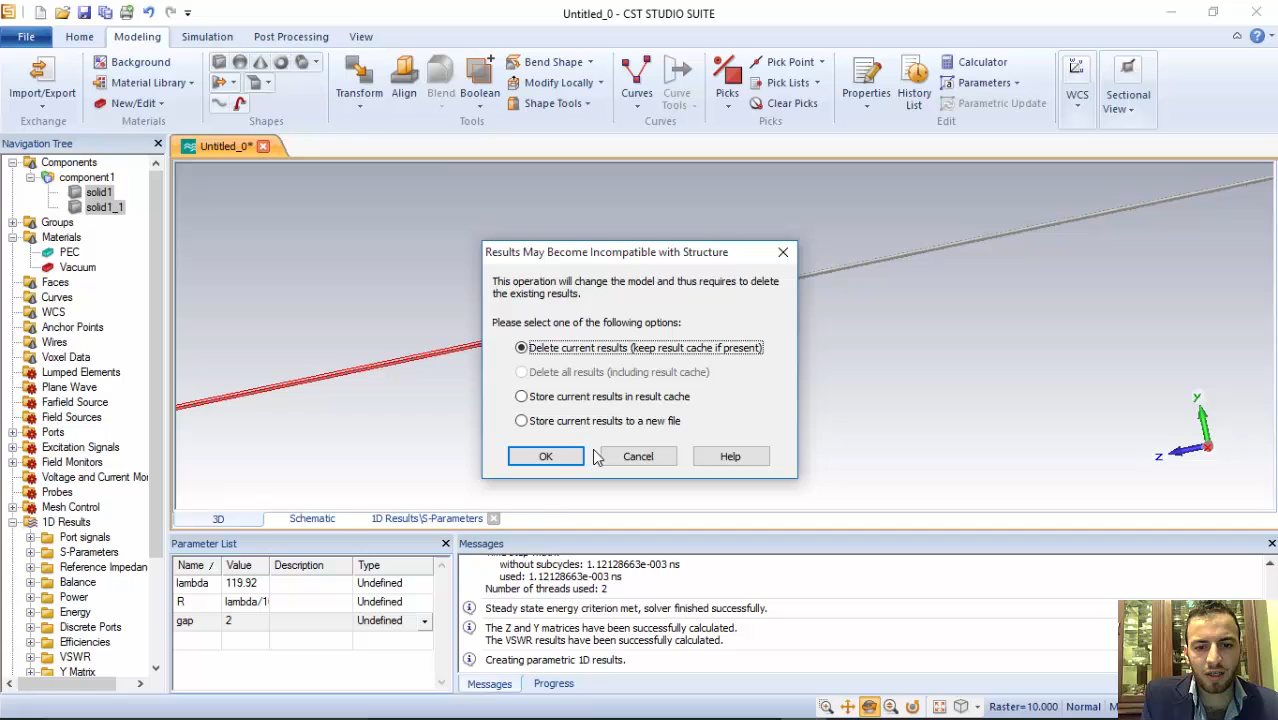 Untitled_0 - CST STUDIO SUITE
File
Home
Modeling
Simulation
Post Processing
View
Import/Export
Exchange
Background
Material Library
New/Edit
Materials
Shapes
Transform
Align
Blend
Boolean
Bend Shape
Modify Locally
Shape Tools
Tools
Curves
Curve Tools
Curves
Picks
Pick Point
Pick Lists
Clear Picks
Picks
Properties
History List
Calculator
Parameters
Parametric Update
Edit
WCS
Sectional View
Navigation Tree
Untitled_0*
Components
component1
solid1
solid1_1
Groups
Materials
PEC
Vacuum
Faces
Curves
WCS
Anchor Points
Wires
Voxel Data
Lumped Elements
Plane Wave
Farfield Source
Field Sources
Ports
Excitation Signals
Field Monitors
Voltage and Current Mo
Probes
Mesh Control
1D Results
Port signals
S-Parameters
Reference Impedan
Balance
Power
Energy
Discrete Ports
Efficiencies
VSWR
Y Matrix
Results May Become Incompatible with Structure
This operation will change the model and thus requires to delete
the existing results.
Please select one of the following options:
Delete current results (keep result cache if present)
Delete all results (including result cache)
Store current results in result cache
Store current results to a new file
OK
Cancel
Help
y
z
3D
Schematic
1D Results\S-Parameters
Parameter List
Name Value Description Type
lambda 119.92 Undefined
R lambda/1 Undefined
gap 2 Undefined
Messages
without subcycles: 1.12128663e-003 ns
used: 1.12128663e-003 ns
Number of threads used: 2
Steady state energy criterion met, solver finished successfully.
The Z and Y matrices have been successfully calculated.
The VSWR results have been successfully calculated.
Creating parametric 1D results.
Messages
Progress
Raster=10.000
Normal
M